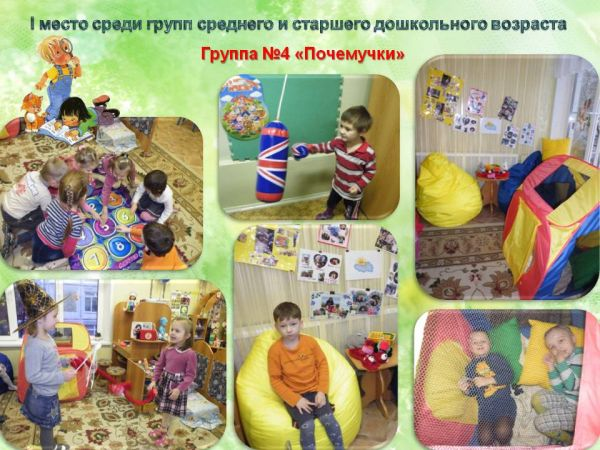 I место среди групп среднего и старшего дошкольного возраста
Группа №4 «Почемучки»